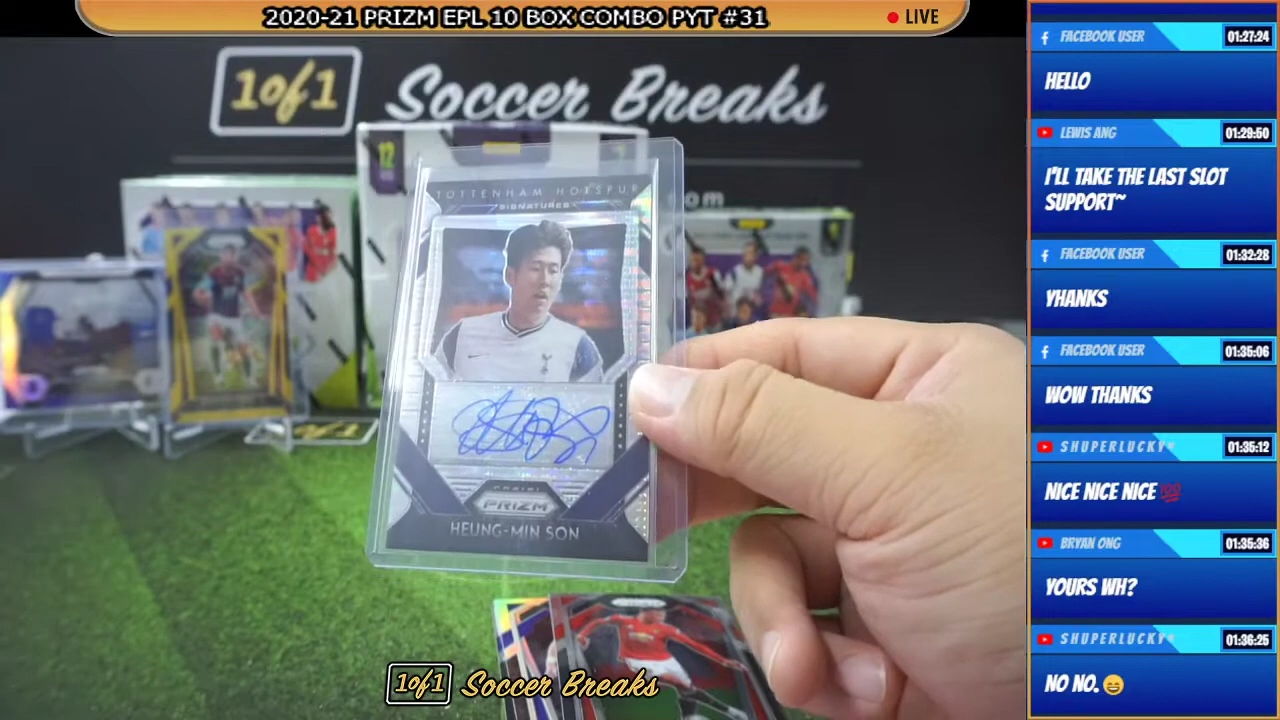 2020-21 PRIZM EPL 10 BOX COMBO PYT #31
LIVE
1of1 Soccer Breaks
12
om
TOTTENHAM HOTSPUR
SIGNATURES
PANINI
PRIZM
HEUNG-MIN SON
1of1 Soccer Breaks
FACEBOOK USER 01:27:24
HELLO
LEWIS ANG 01:29:50
I'LL TAKE THE LAST SLOT
SUPPORT~
FACEBOOK USER 01:32:28
YHANKS
FACEBOOK USER 01:35:06
WOW THANKS
SHUPERLUCKY 01:35:12
NICE NICE NICE 💯
BRYAN ONG 01:35:36
YOURS WH?
SHUPERLUCKY 01:36:25
NO NO. 😄